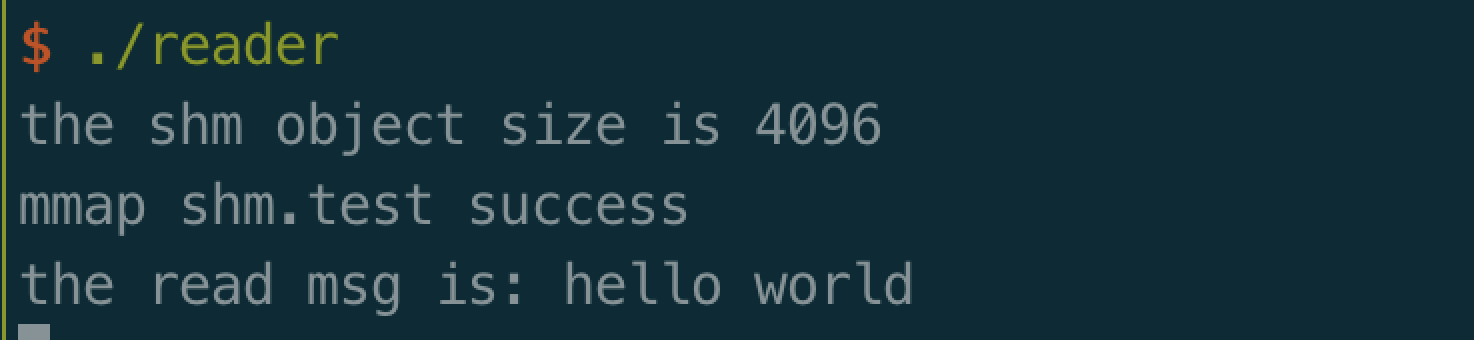 $ ./reader
the shm object size is 4096
mmap shm.test success
the read msg is: hello world